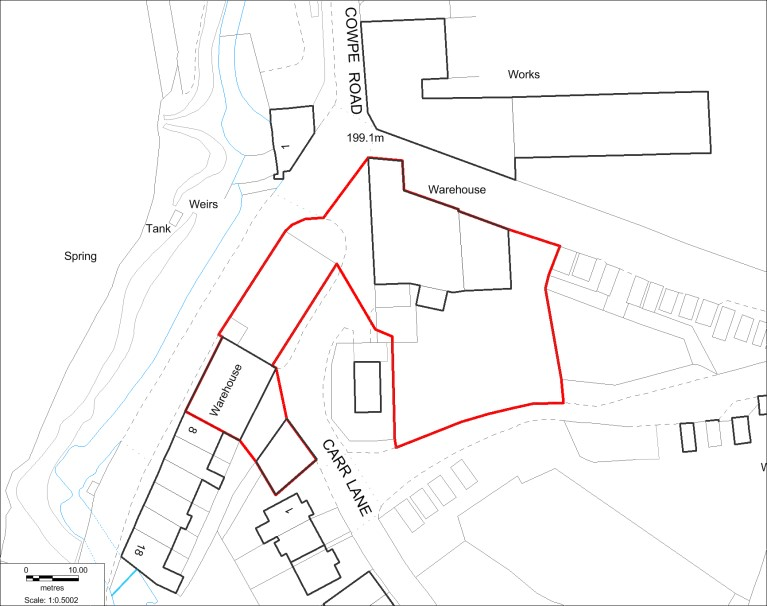 COWPE ROAD
Works
199.1m
1
Warehouse
Weirs
Tank
Spring
Warehouse
8
CARR LANE
1
18
W
0 10.00
metres
Scale: 1:0.5002